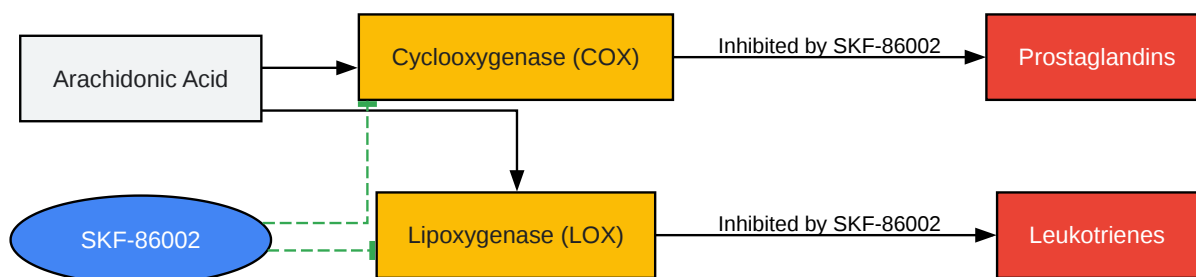 Cyclooxygenase (COX)
Inhibited by SKF-86002
Prostaglandins
Arachidonic Acid
SKF-86002
Lipoxygenase (LOX)
Inhibited by SKF-86002
Leukotrienes